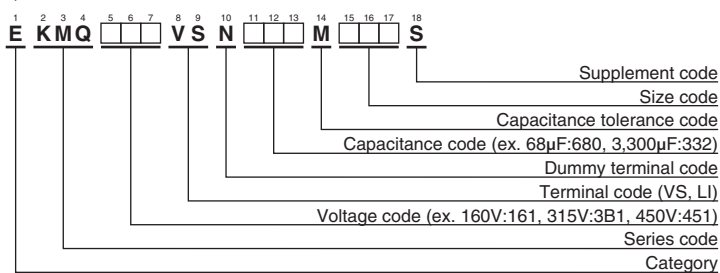 1 2 3 4 5 6 7 8 9 10 11 12 13 14 15 16 17 18
E KMQ □□□ VS N □□□ M □□□ S
Supplement code
Size code
Capacitance tolerance code
Capacitance code (ex. 68μF:680, 3,300μF:332)
Dummy terminal code
Terminal code (VS, LI)
Voltage code (ex. 160V:161, 315V:3B1, 450V:451)
Series code
Category